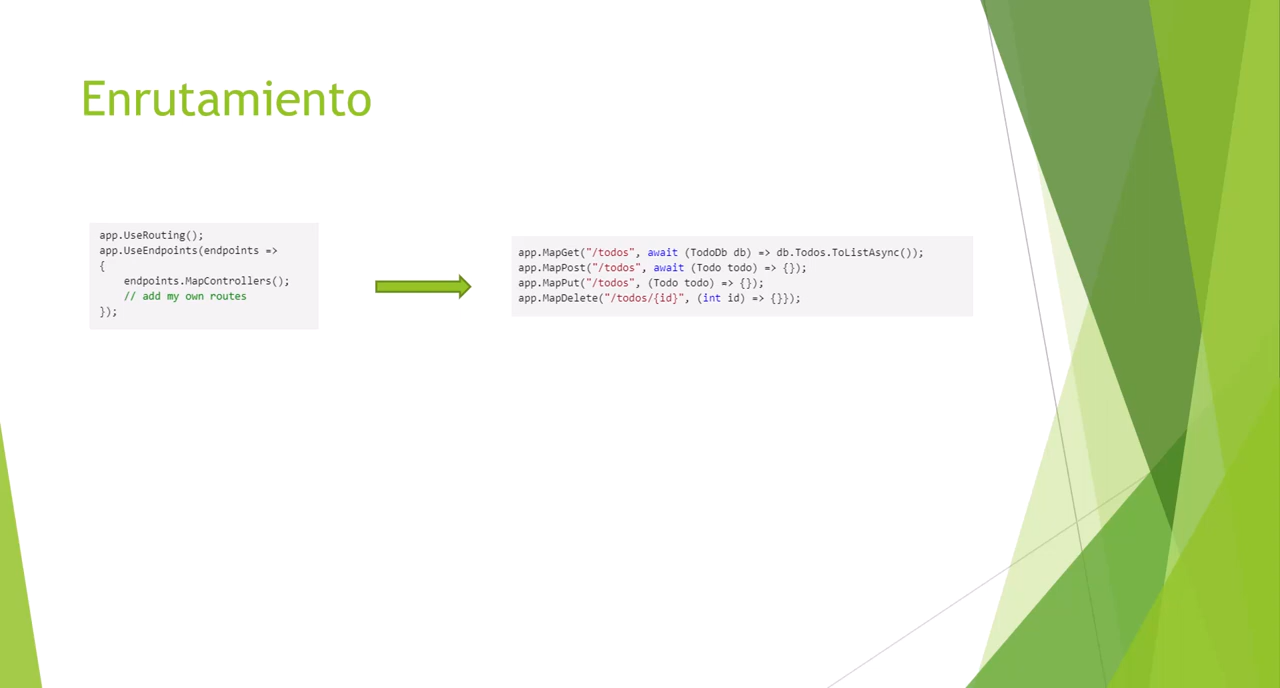 Enrutamiento
app.UseRouting();
app.UseEndpoints(endpoints =>
{
    endpoints.MapControllers();
    // add my own routes
});
app.MapGet("/todos", await (TodoDb db) => db.Todos.ToListAsync());
app.MapPost("/todos", await (Todo todo) => {});
app.MapPut("/todos", (Todo todo) => {});
app.MapDelete("/todos/{id}", (int id) => {}});